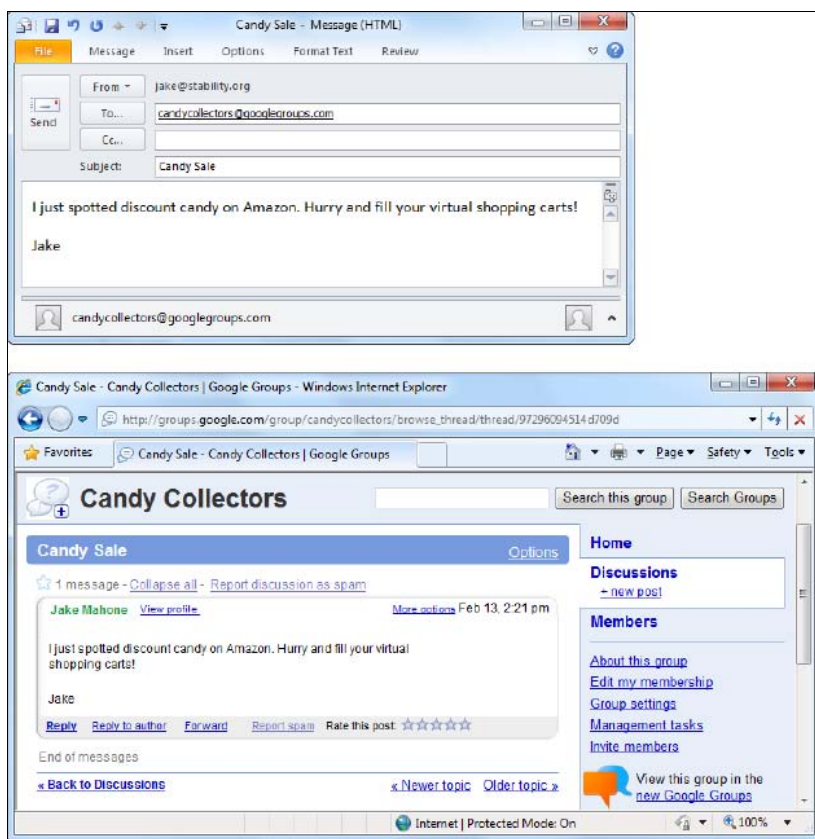 Candy Sale - Message (HTML)
File Message Insert Options Format Text Review
Send
From jake@stability.org
To... candycollectors@googlegroups.com
Cc...
Subject: Candy Sale
I just spotted discount candy on Amazon. Hurry and fill your virtual shopping carts!
Jake
candycollectors@googlegroups.com
Candy Sale - Candy Collectors | Google Groups - Windows Internet Explorer
http://groups.google.com/group/candycollectors/browse_thread/thread/97296094514d709d
Favorites Candy Sale - Candy Collectors | Google Groups Page Safety Tools
Candy Collectors Search this group Search Groups
Candy Sale Options
1 message - Collapse all - Report discussion as spam
Jake Mahone View profile More options Feb 13, 2:21 pm
I just spotted discount candy on Amazon. Hurry and fill your virtual
shopping carts!
Jake
Reply Reply to author Forward Report spam Rate this post:
End of messages
« Back to Discussions « Newer topic Older topic »
Home
Discussions
+ new post
Members
About this group
Edit my membership
Group settings
Management tasks
Invite members
View this group in the
new Google Groups
Internet | Protected Mode: On 100%